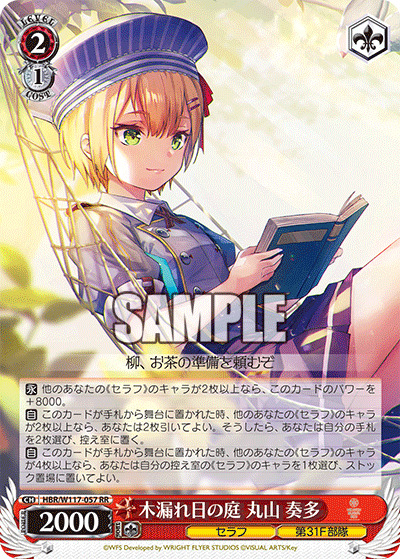 LEVEL
2
1
COST
SAMPLE
柳、お茶の準備を頼むぞ
永 他のあなたの《セラフ》のキャラが2枚以上なら、このカードのパワーを
+8000。
自 このカードが手札から舞台に置かれた時、他のあなたの《セラフ》のキャラ
が2枚以上なら、あなたは2枚引いてよい。そうしたら、あなたは自分の手札
を2枚選び、控え室に置く。
自 このカードが手札から舞台に置かれた時、他のあなたの《セラフ》のキャラ
が4枚以上なら、あなたは自分の控え室の《セラフ》のキャラを1枚選び、ストッ
ク置場に置いてよい。
CH HBR/W117-057 RR
木漏れ日の庭 丸山 奏多
POWER
2000
セラフ
第31F部隊
©WFS Developed by WRIGHT FLYER STUDIOS ©VISUAL ARTS/Key